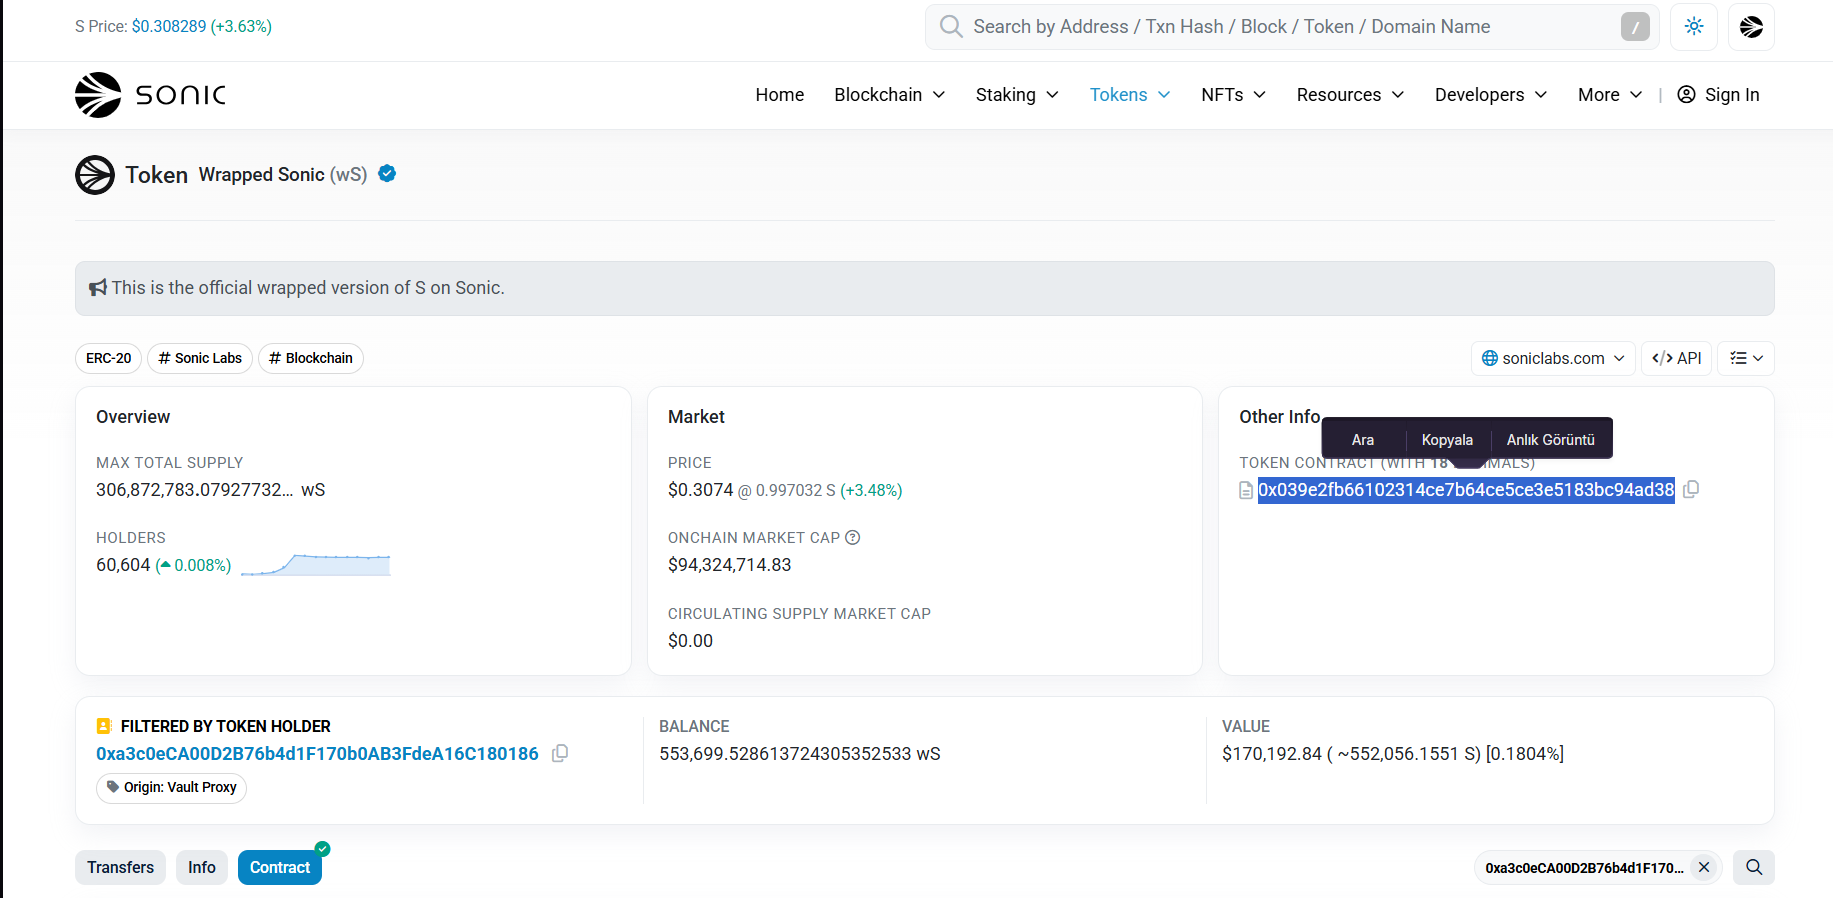 S Price: $0.308289 (+3.63%)
Search by Address / Txn Hash / Block / Token / Domain Name
/
SONIC
Home
Blockchain
Staking
Tokens
NFTs
Resources
Developers
More
|
Sign In
Token Wrapped Sonic (wS)
This is the official wrapped version of S on Sonic.
ERC-20
# Sonic Labs
# Blockchain
soniclabs.com
</> API
Overview
MAX TOTAL SUPPLY
306,872,783.07927732... wS
HOLDERS
60,604 (0.008%)
Market
PRICE
$0.3074 @ 0.997032 S (+3.48%)
ONCHAIN MARKET CAP
$94,324,714.83
CIRCULATING SUPPLY MARKET CAP
$0.00
Other Info
Ara
Kopyala
Anlık Görüntü
TOKEN CONTRACT (WITH 18 IMALS)
0x039e2fb66102314ce7b64ce5ce3e5183bc94ad38
FILTERED BY TOKEN HOLDER
0xa3c0eCA00D2B76b4d1F170b0AB3FdeA16C180186
Origin: Vault Proxy
BALANCE
553,699.528613724305352533 wS
VALUE
$170,192.84 ( ~552,056.1551 S) [0.1804%]
Transfers
Info
Contract
0xa3c0eCA00D2B76b4d1F170...